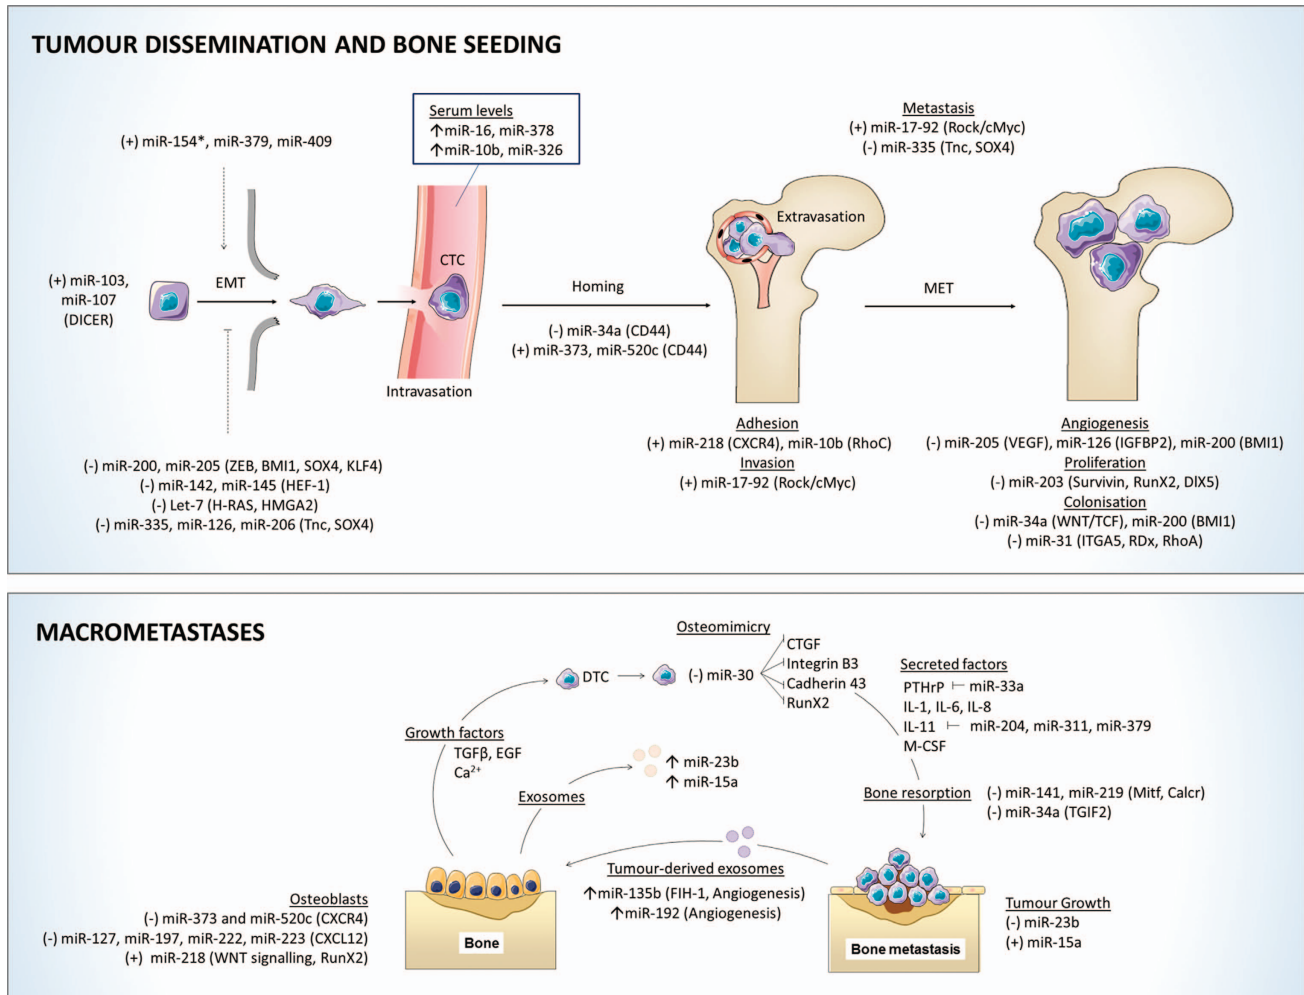 TUMOUR DISSEMINATION AND BONE SEEDING
Serum levels
↑miR-16, miR-378
↑miR-10b, miR-326
Metastasis
(+) miR-17-92 (Rock/cMyc)
(-) miR-335 (Tnc, SOX4)
(+) miR-154*, miR-379, miR-409
Extravasation
CTC
(+) miR-103,
miR-107
(DICER)
EMT
Homing
MET
(-) miR-34a (CD44)
(+) miR-373, miR-520c (CD44)
Intravasation
Adhesion
(+) miR-218 (CXCR4), miR-10b (RhoC)
Invasion
(+) miR-17-92 (Rock/cMyc)
Angiogenesis
(-) miR-205 (VEGF), miR-126 (IGFBP2), miR-200 (BMI1)
Proliferation
(-) miR-203 (Survivin, RunX2, DIX5)
Colonisation
(-) miR-34a (WNT/TCF), miR-200 (BMI1)
(-) miR-31 (ITGA5, RDx, RhoA)
(-) miR-200, miR-205 (ZEB, BMI1, SOX4, KLF4)
(-) miR-142, miR-145 (HEF-1)
(-) Let-7 (H-RAS, HMGA2)
(-) miR-335, miR-126, miR-206 (Tnc, SOX4)
MACROMETASTASES
Osteomimicry
CTGF
Integrin B3
Cadherin 43
RunX2
DTC
(-) miR-30
Secreted factors
PTHrP ⊢ miR-33a
IL-1, IL-6, IL-8
IL-11 ⊢ miR-204, miR-311, miR-379
M-CSF
Growth factors
TGFβ, EGF
Ca2+
↑ miR-23b
↑ miR-15a
Exosomes
Bone resorption
(-) miR-141, miR-219 (Mitf, Calcr)
(-) miR-34a (TGIF2)
Tumour-derived exosomes
↑miR-135b (FIH-1, Angiogenesis)
↑miR-192 (Angiogenesis)
Osteoblasts
(-) miR-373 and miR-520c (CXCR4)
(-) miR-127, miR-197, miR-222, miR-223 (CXCL12)
(+) miR-218 (WNT signalling, RunX2)
Bone
Bone metastasis
Tumour Growth
(-) miR-23b
(+) miR-15a